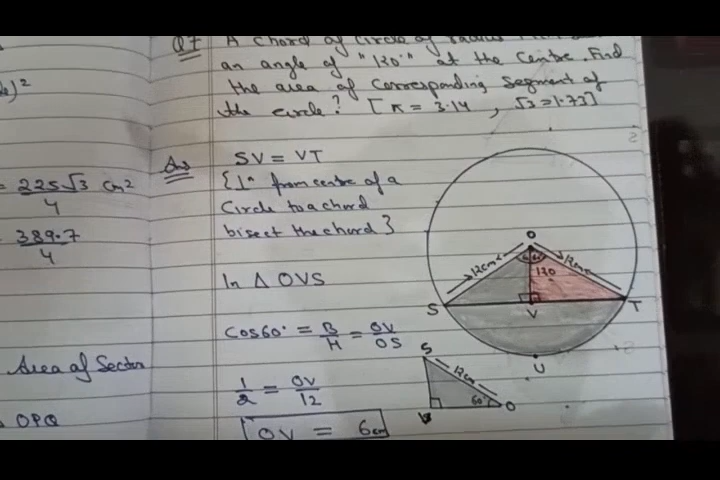 )²
= 225√3 cm²
4
= 389.7
4
Area of Sector
OPQ
Q7 A chord of circle of radius
an angle of "120°" at the centre. Find
the area of corresponding segment of
the circle? [π = 3.14 , √3 = 1.73]
Ans SV = VT
{⊥ʳ from centre of a
Circle to a chord
bisect the chord}
In △ OVS
Cos60° = B/H = OV/OS
1/2 = OV/12
OV = 6cm
O
12cm
12cm
60°
120
S
V
T
U
S
12cm
60°
V
O